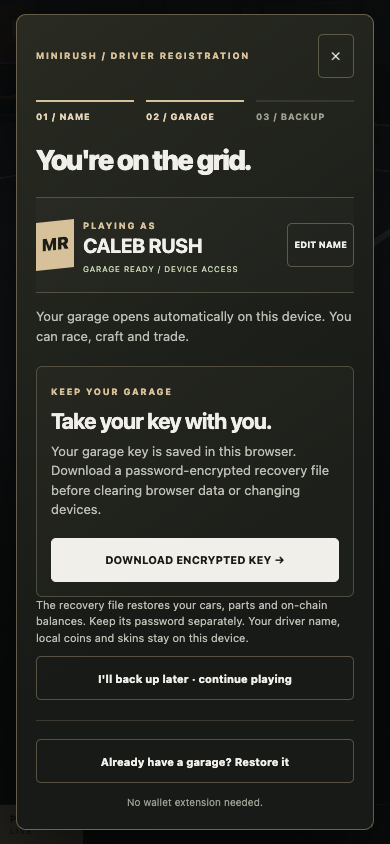 MINIRUSH / DRIVER REGISTRATION
×
01 / NAME
02 / GARAGE
03 / BACKUP
You're on the grid.
MR
PLAYING AS
CALEB RUSH
GARAGE READY / DEVICE ACCESS
EDIT NAME
Your garage opens automatically on this device. You
can race, craft and trade.
KEEP YOUR GARAGE
Take your key with you.
Your garage key is saved in this browser.
Download a password-encrypted recovery file
before clearing browser data or changing
devices.
DOWNLOAD ENCRYPTED KEY →
The recovery file restores your cars, parts and on-chain
balances. Keep its password separately. Your driver name,
local coins and skins stay on this device.
I'll back up later · continue playing
Already have a garage? Restore it
No wallet extension needed.